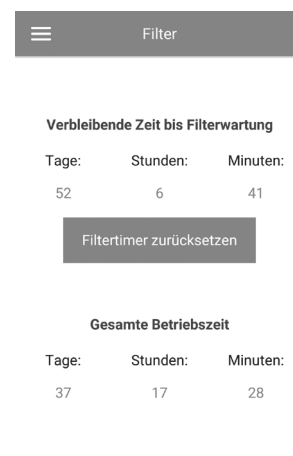 Filter
Verbleibende Zeit bis Filterwartung
Tage: Stunden: Minuten:
52 6 41
Filtertimer zurücksetzen
Gesamte Betriebszeit
Tage: Stunden: Minuten:
37 17 28